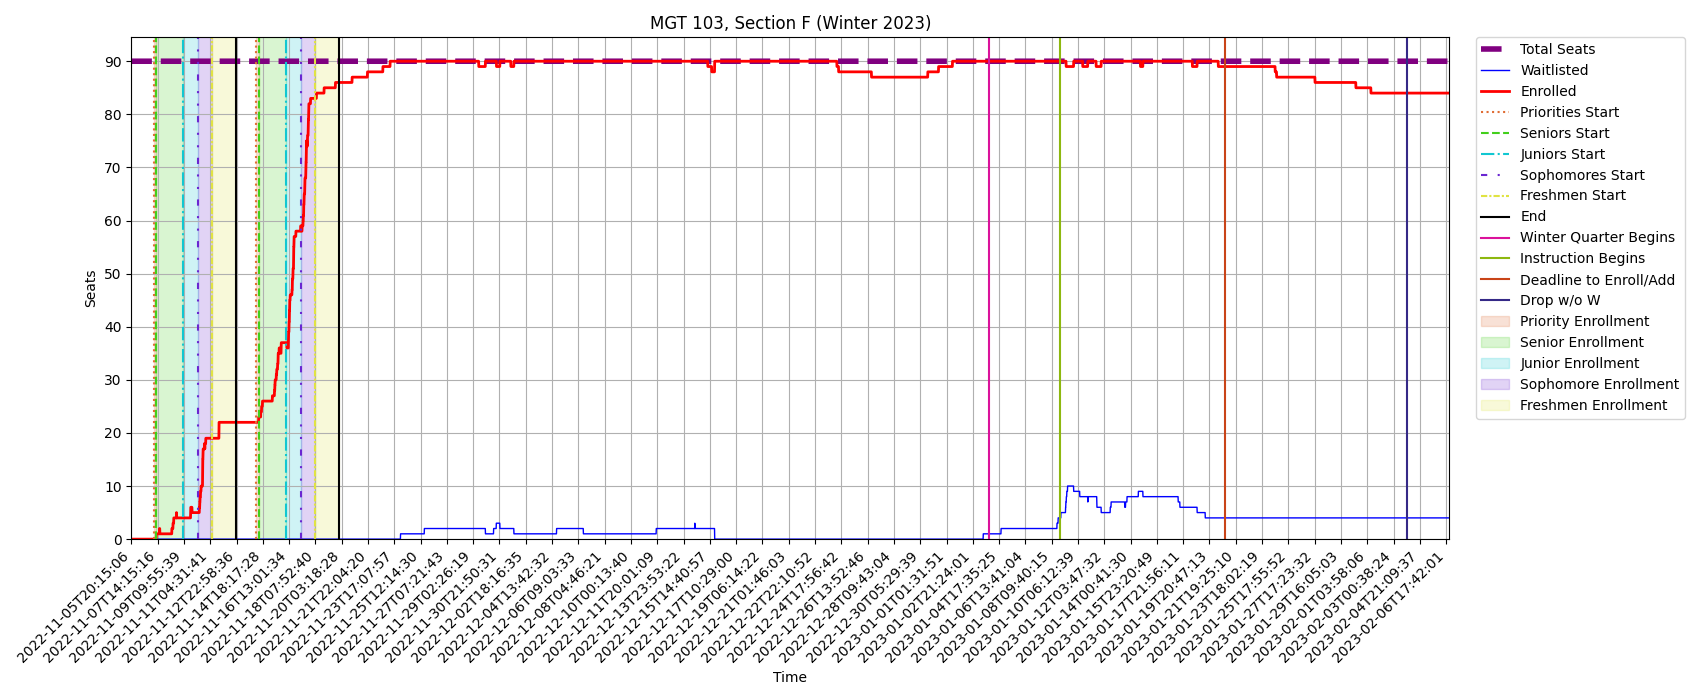 MGT 103, Section F (Winter 2023)
Seats
90
80
70
60
50
40
30
20
10
0
2022-11-05T20:15:06
2022-11-07T14:15:16
2022-11-09T09:55:39
2022-11-11T04:31:41
2022-11-12T22:58:36
2022-11-14T18:17:28
2022-11-16T13:01:34
2022-11-18T07:52:40
2022-11-20T03:18:28
2022-11-21T22:04:20
2022-11-23T17:07:57
2022-11-25T12:14:30
2022-11-27T07:21:43
2022-11-29T02:26:19
2022-11-30T21:50:31
2022-12-02T18:16:35
2022-12-04T13:42:32
2022-12-06T09:03:33
2022-12-08T04:46:21
2022-12-10T00:13:40
2022-12-11T20:01:09
2022-12-13T23:53:22
2022-12-15T14:40:57
2022-12-17T10:29:00
2022-12-19T06:14:22
2022-12-21T01:46:03
2022-12-22T22:10:52
2022-12-24T17:56:42
2022-12-26T13:52:46
2022-12-28T09:43:04
2022-12-30T05:29:39
2023-01-01T01:31:51
2023-01-02T21:24:01
2023-01-04T17:35:25
2023-01-06T13:41:04
2023-01-08T09:40:15
2023-01-10T06:12:39
2023-01-12T03:47:32
2023-01-14T00:41:30
2023-01-15T23:20:49
2023-01-17T21:56:11
2023-01-19T20:47:13
2023-01-21T19:25:10
2023-01-23T18:02:19
2023-01-25T17:55:52
2023-01-27T17:23:32
2023-01-29T16:05:03
2023-02-01T03:58:06
2023-02-03T00:38:24
2023-02-04T21:09:37
2023-02-06T17:42:01
Time
Total Seats
Waitlisted
Enrolled
Priorities Start
Seniors Start
Juniors Start
Sophomores Start
Freshmen Start
End
Winter Quarter Begins
Instruction Begins
Deadline to Enroll/Add
Drop w/o W
Priority Enrollment
Senior Enrollment
Junior Enrollment
Sophomore Enrollment
Freshmen Enrollment